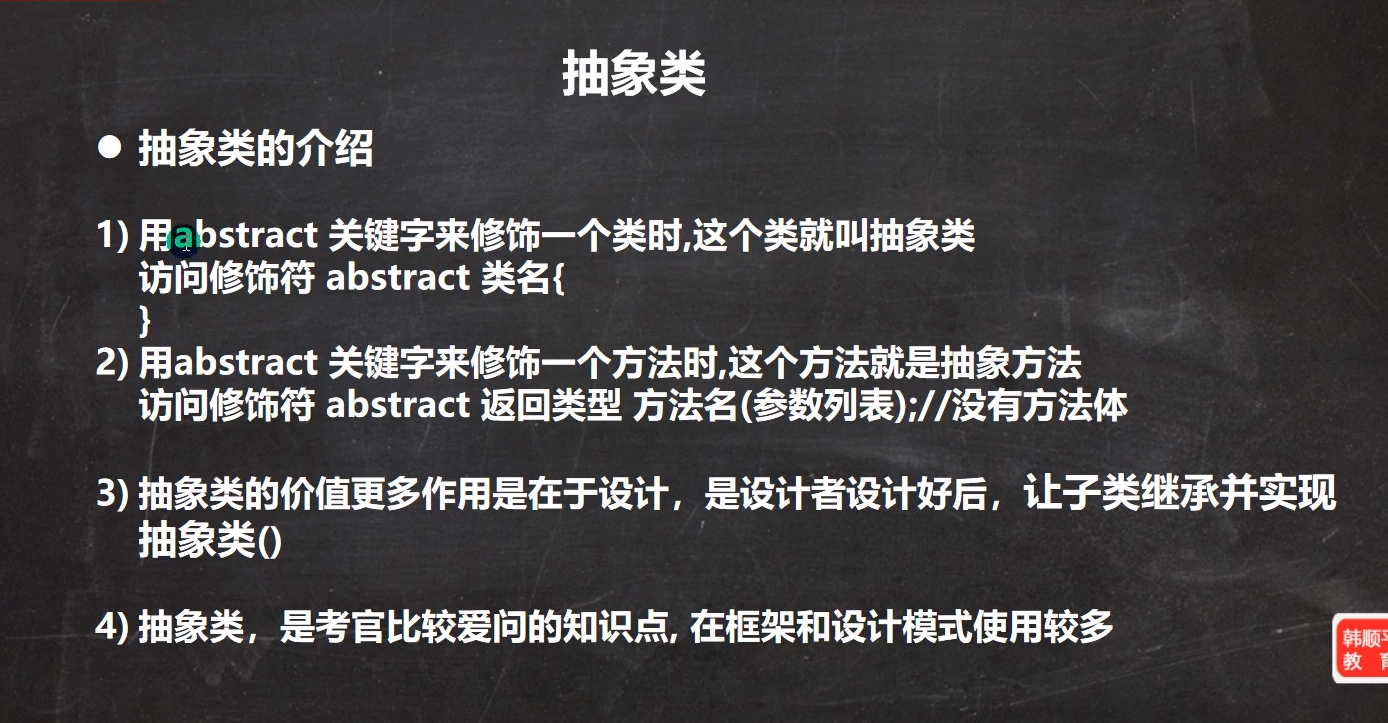 抽象类
● 抽象类的介绍
1) 用abstract 关键字来修饰一个类时,这个类就叫抽象类
访问修饰符 abstract 类名{
}
2) 用abstract 关键字来修饰一个方法时,这个方法就是抽象方法
访问修饰符 abstract 返回类型 方法名(参数列表);//没有方法体
3) 抽象类的价值更多作用是在于设计，是设计者设计好后，让子类继承并实现
抽象类()
4) 抽象类，是考官比较爱问的知识点, 在框架和设计模式使用较多
韩顺
教